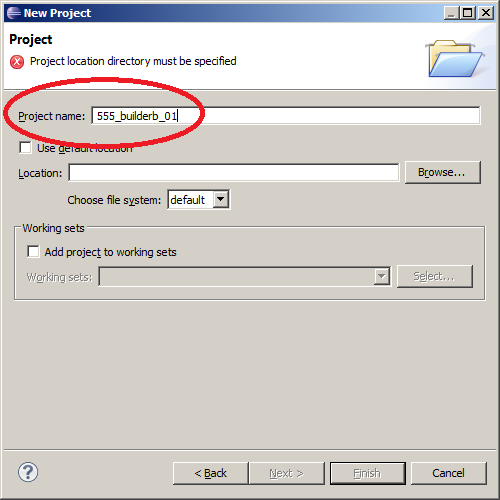 New Project
Project
Project location directory must be specified
Project name: 555_builderb_01
Use default location
Location: Browse...
Choose file system: default
Working sets
Add project to working sets
Working sets: Select...
? < Back Next > Finish Cancel